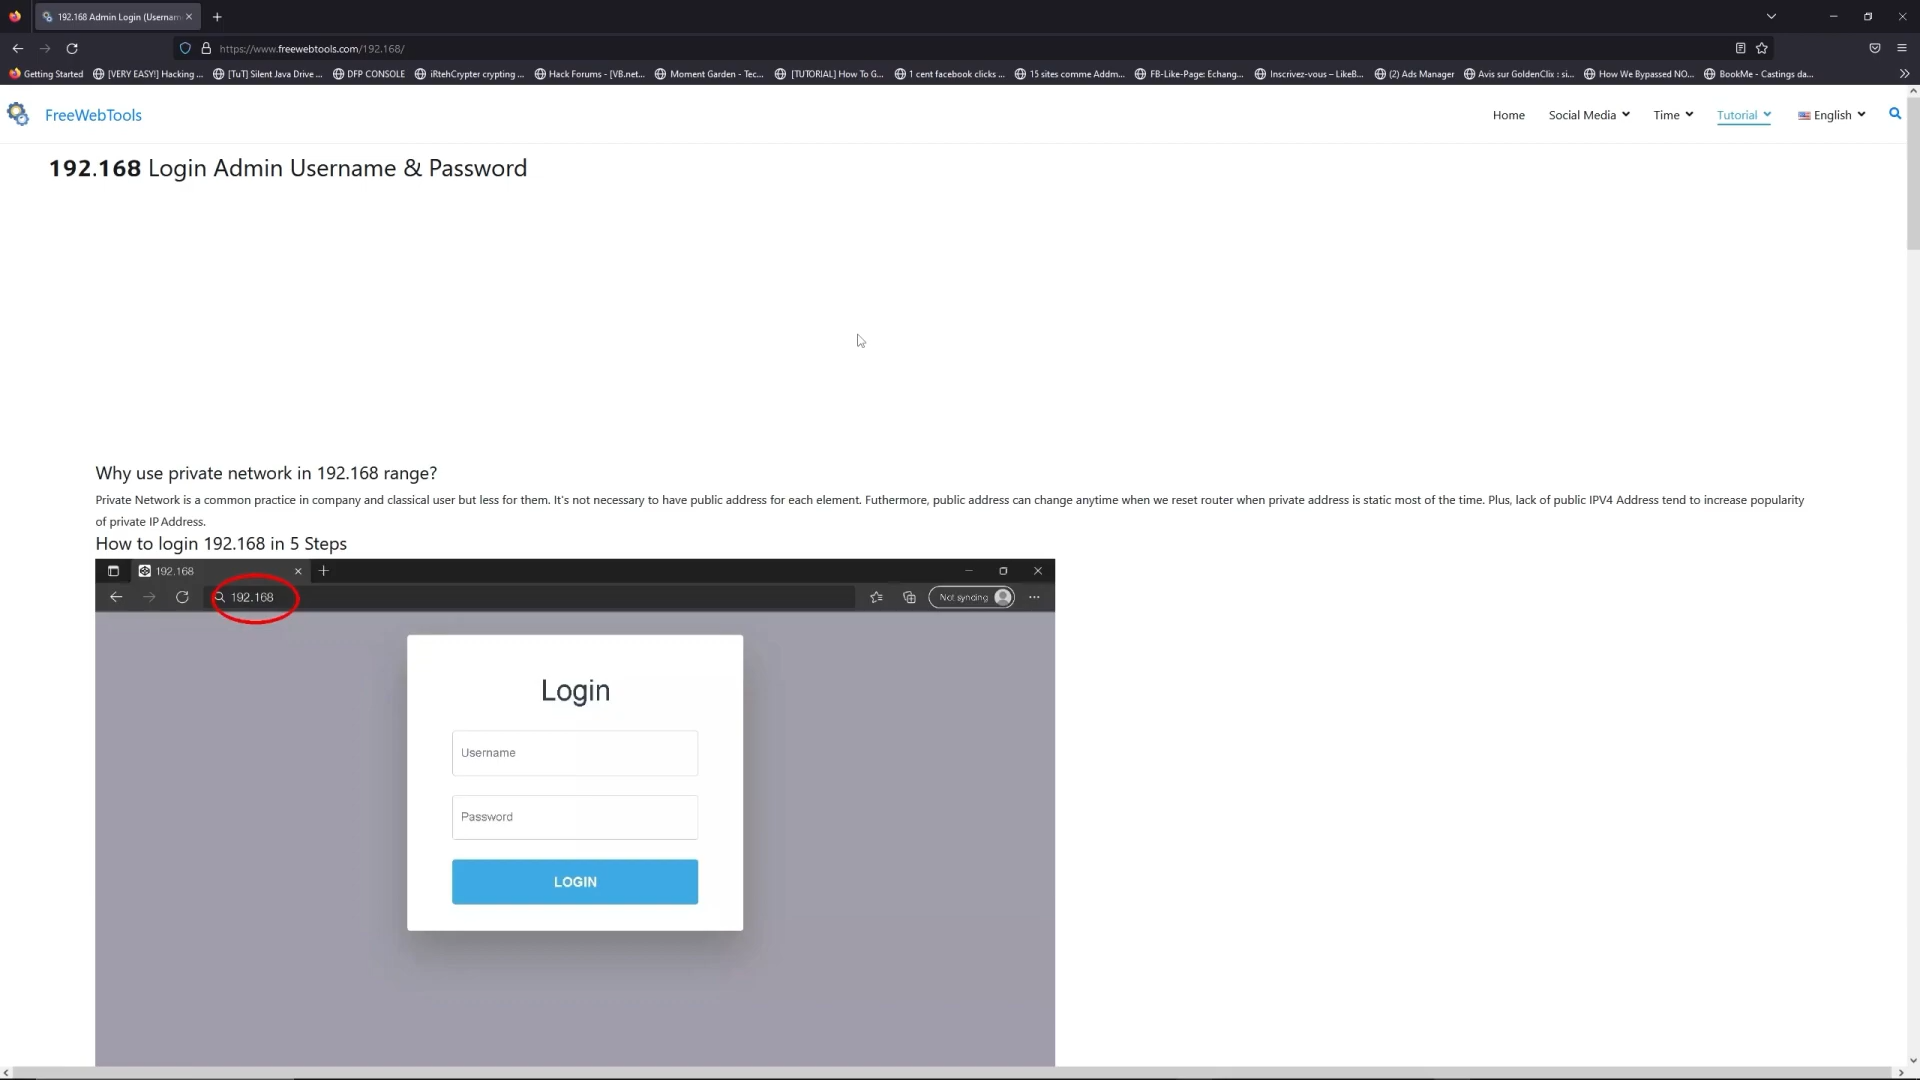 192.168 Admin Login (Usernam
https://www.freewebtools.com/192.168/
Getting Started
[VERY EASY!] Hacking ...
[TuT] Silent Java Drive ...
DFP CONSOLE
iRtehCrypter crypting ...
Hack Forums - [VB.net...
Moment Garden - Tec...
[TUTORIAL] How To G...
1 cent facebook clicks ...
15 sites comme Addm...
FB-Like-Page: Echang...
Inscrivez-vous – LikeB...
(2) Ads Manager
Avis sur GoldenClix : si...
How We Bypassed NO...
BookMe - Castings da...
FreeWebTools
Home
Social Media
Time
Tutorial
English
192.168 Login Admin Username & Password
Why use private network in 192.168 range?
Private Network is a common practice in company and classical user but less for them. It's not necessary to have public address for each element. Futhermore, public address can change anytime when we reset router when private address is static most of the time. Plus, lack of public IPV4 Address tend to increase popularity
of private IP Address.
How to login 192.168 in 5 Steps
192.168
192.168
Not syncing
Login
Username
Password
LOGIN